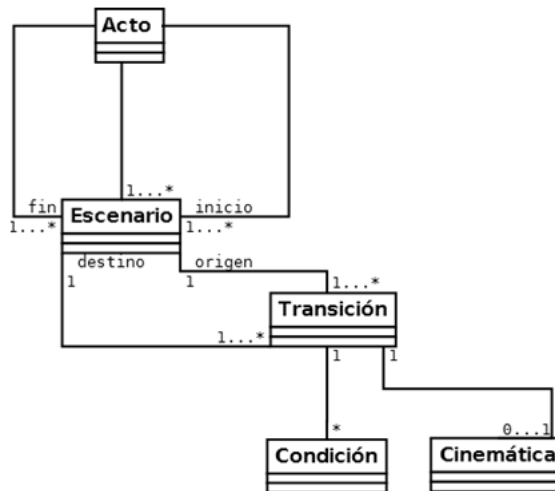 Acto
1...*
fin
Escenario
inicio
1...*
1...*
destino
origen
1
1
1...*
Transición
1...*
1
1
*
0...1
Condición
Cinemática